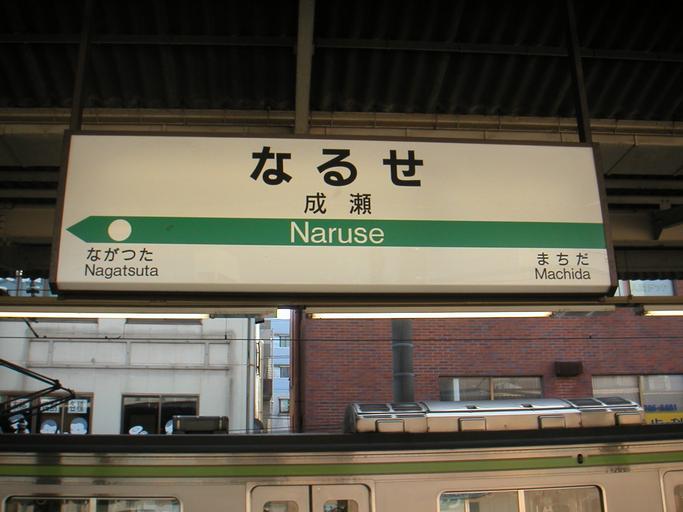 なるせ
成瀬
Naruse
ながつた
Nagatsuta
まちだ
Machida